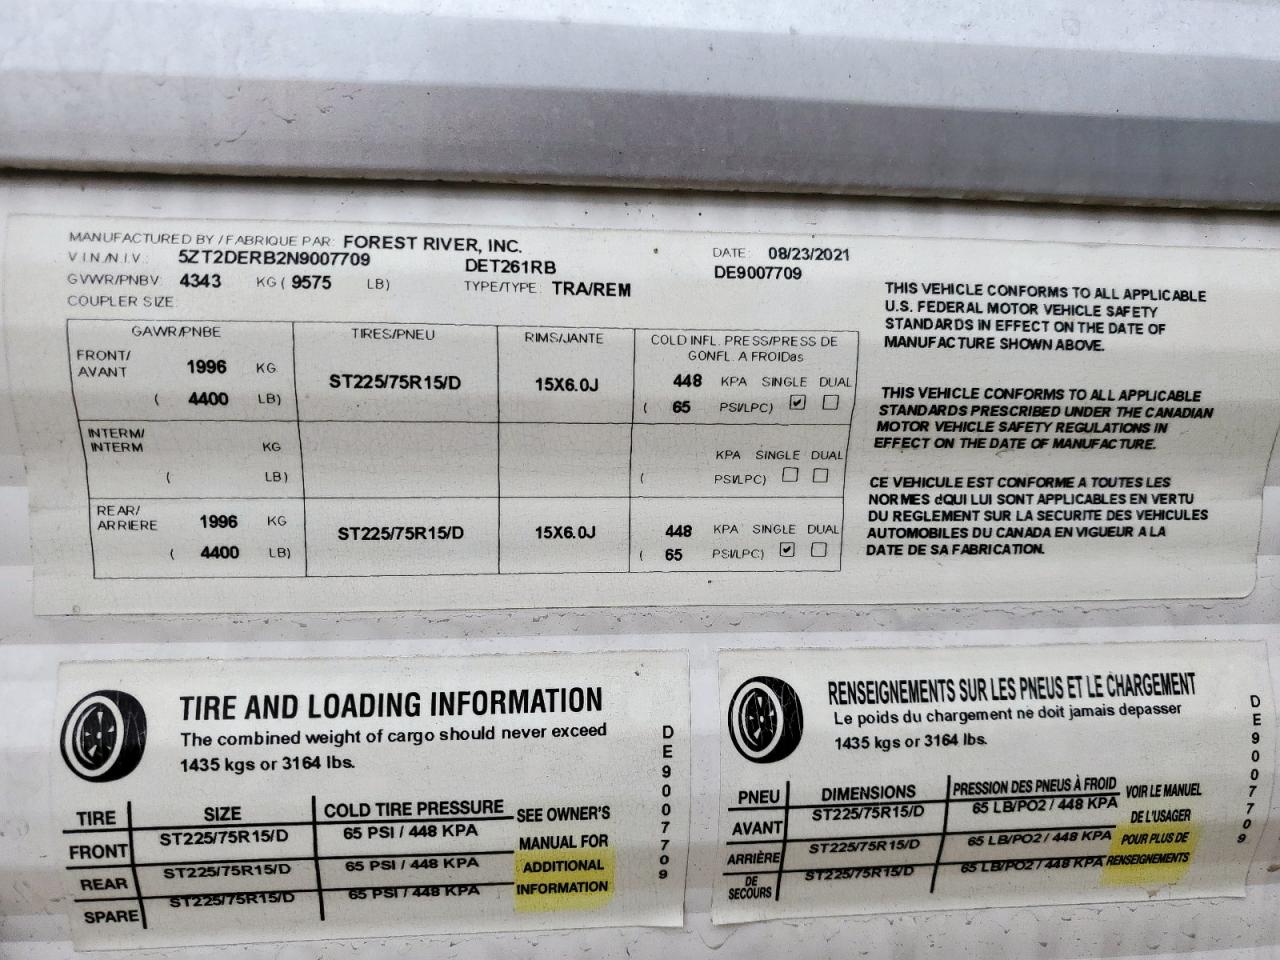 MANUFACTURED BY / FABRIQUE PAR: FOREST RIVER, INC.
V.I.N./N.I.V.: 5ZT2DERB2N9007709
DET261RB
DATE: 08/23/2021
DE9007709
GVWR/PNBV: 4343 KG ( 9575 LB)
TYPE/TYPE: TRA/REM
COUPLER SIZE:
GAWR/PNBE TIRES/PNEU RIMS/JANTE COLD INFL. PRESS/PRESS DE
GONFL. A FROIDas
FRONT/
AVANT 1996 KG ST225/75R15/D 15X6.0J 448 KPA SINGLE DUAL
( 4400 LB) ( 65 PSI/LPC)
INTERM/
INTERM KG KPA SINGLE DUAL
( LB) ( PSI/LPC)
REAR/
ARRIERE 1996 KG ST225/75R15/D 15X6.0J 448 KPA SINGLE DUAL
( 4400 LB) ( 65 PSI/LPC)
THIS VEHICLE CONFORMS TO ALL APPLICABLE
U.S. FEDERAL MOTOR VEHICLE SAFETY
STANDARDS IN EFFECT ON THE DATE OF
MANUFACTURE SHOWN ABOVE.
THIS VEHICLE CONFORMS TO ALL APPLICABLE
STANDARDS PRESCRIBED UNDER THE CANADIAN
MOTOR VEHICLE SAFETY REGULATIONS IN
EFFECT ON THE DATE OF MANUFACTURE.
CE VEHICULE EST CONFORME A TOUTES LES
NORMES dQUI LUI SONT APPLICABLES EN VERTU
DU REGLEMENT SUR LA SECURITE DES VEHICULES
AUTOMOBILES DU CANADA EN VIGUEUR A LA
DATE DE SA FABRICATION.
TIRE AND LOADING INFORMATION
The combined weight of cargo should never exceed
1435 kgs or 3164 lbs.
TIRE SIZE COLD TIRE PRESSURE
FRONT ST225/75R15/D 65 PSI / 448 KPA
REAR ST225/75R15/D 65 PSI / 448 KPA
SPARE ST225/75R15/D 65 PSI / 448 KPA
SEE OWNER'S
MANUAL FOR
ADDITIONAL
INFORMATION
DE9007709
RENSEIGNEMENTS SUR LES PNEUS ET LE CHARGEMENT
Le poids du chargement ne doit jamais depasser
1435 kgs or 3164 lbs.
PNEU DIMENSIONS PRESSION DES PNEUS À FROID
AVANT ST225/75R15/D 65 LB/PO2 / 448 KPA
ARRIÈRE ST225/75R15/D 65 LB/PO2 / 448 KPA
DE
SECOURS ST225/75R15/D 65 LB/PO2 / 448 KPA
VOIR LE MANUEL
DE L'USAGER
POUR PLUS DE
RENSEIGNEMENTS
DE9007709